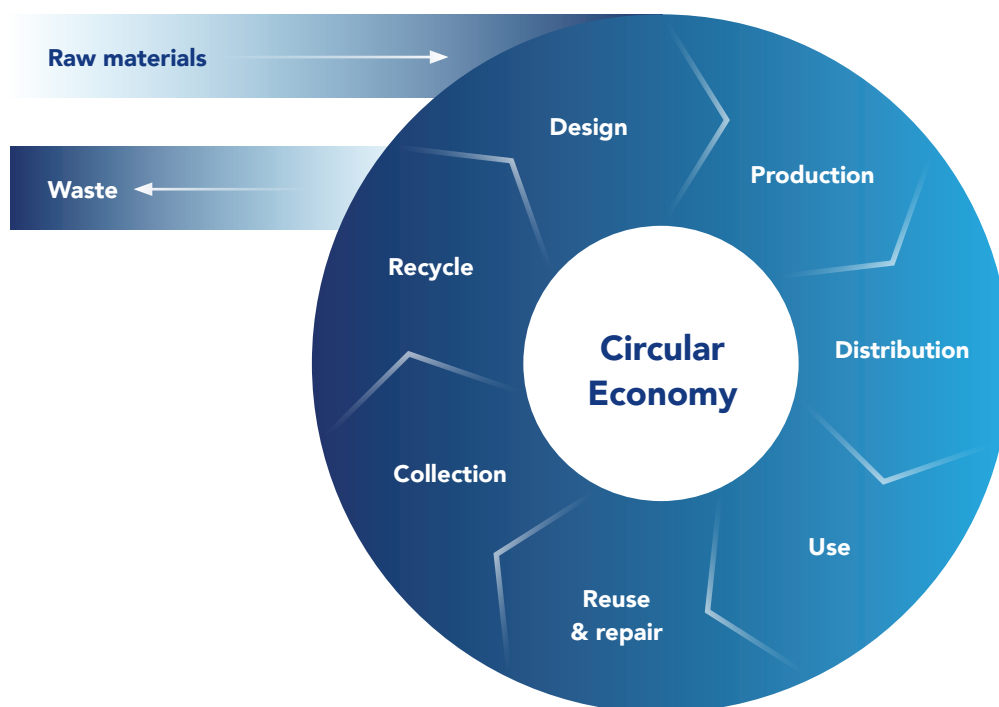 Raw materials
Design
Production
Waste
Recycle
Circular
Economy
Distribution
Collection
Use
Reuse
& repair